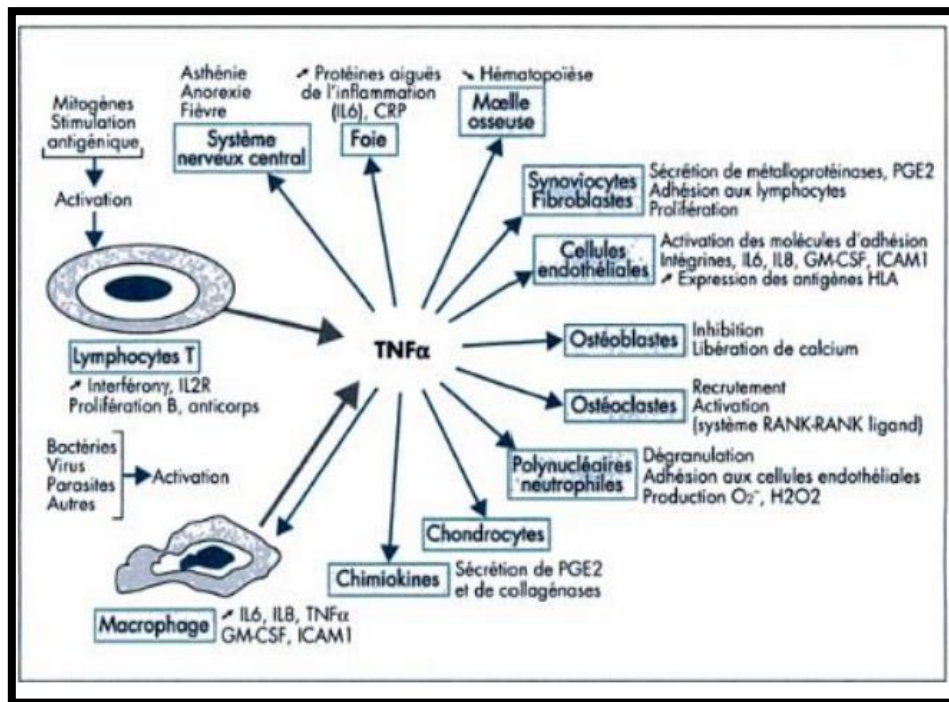 Mitogènes
Stimulation
antigénique
Activation
Lymphocytes T
↗ Interférony, IL2R
Prolifération B, anticorps
Bactéries
Virus
Parasites
Autres
Activation
Macrophage
↗ IL6, IL8, TNFα
GM-CSF, ICAM1
Asthénie
Anorexie
Fièvre
Système
nerveux central
↗ Protéines aiguës
de l'inflammation
(IL6), CRP
Foie
↘ Hématopoïèse
Mœlle
osseuse
Synoviocytes
Fibroblastes
Sécrétion de métalloprotéinases, PGE2
Adhésion aux lymphocytes
Prolifération
Cellules
endothéliales
Activation des molécules d'adhésion
Intégrines, IL6, IL8, GM-CSF, ICAM1
↗ Expression des antigènes HLA
TNFα
Ostéoblastes
Inhibition
Libération de calcium
Ostéoclastes
Recrutement
Activation
(système RANK-RANK ligand)
Polynucléaires
neutrophiles
Dégranulation
Adhésion aux cellules endothéliales
Production O₂⁻, H2O2
Chondrocytes
Chimiokines
Sécrétion de PGE2
et de collagénases